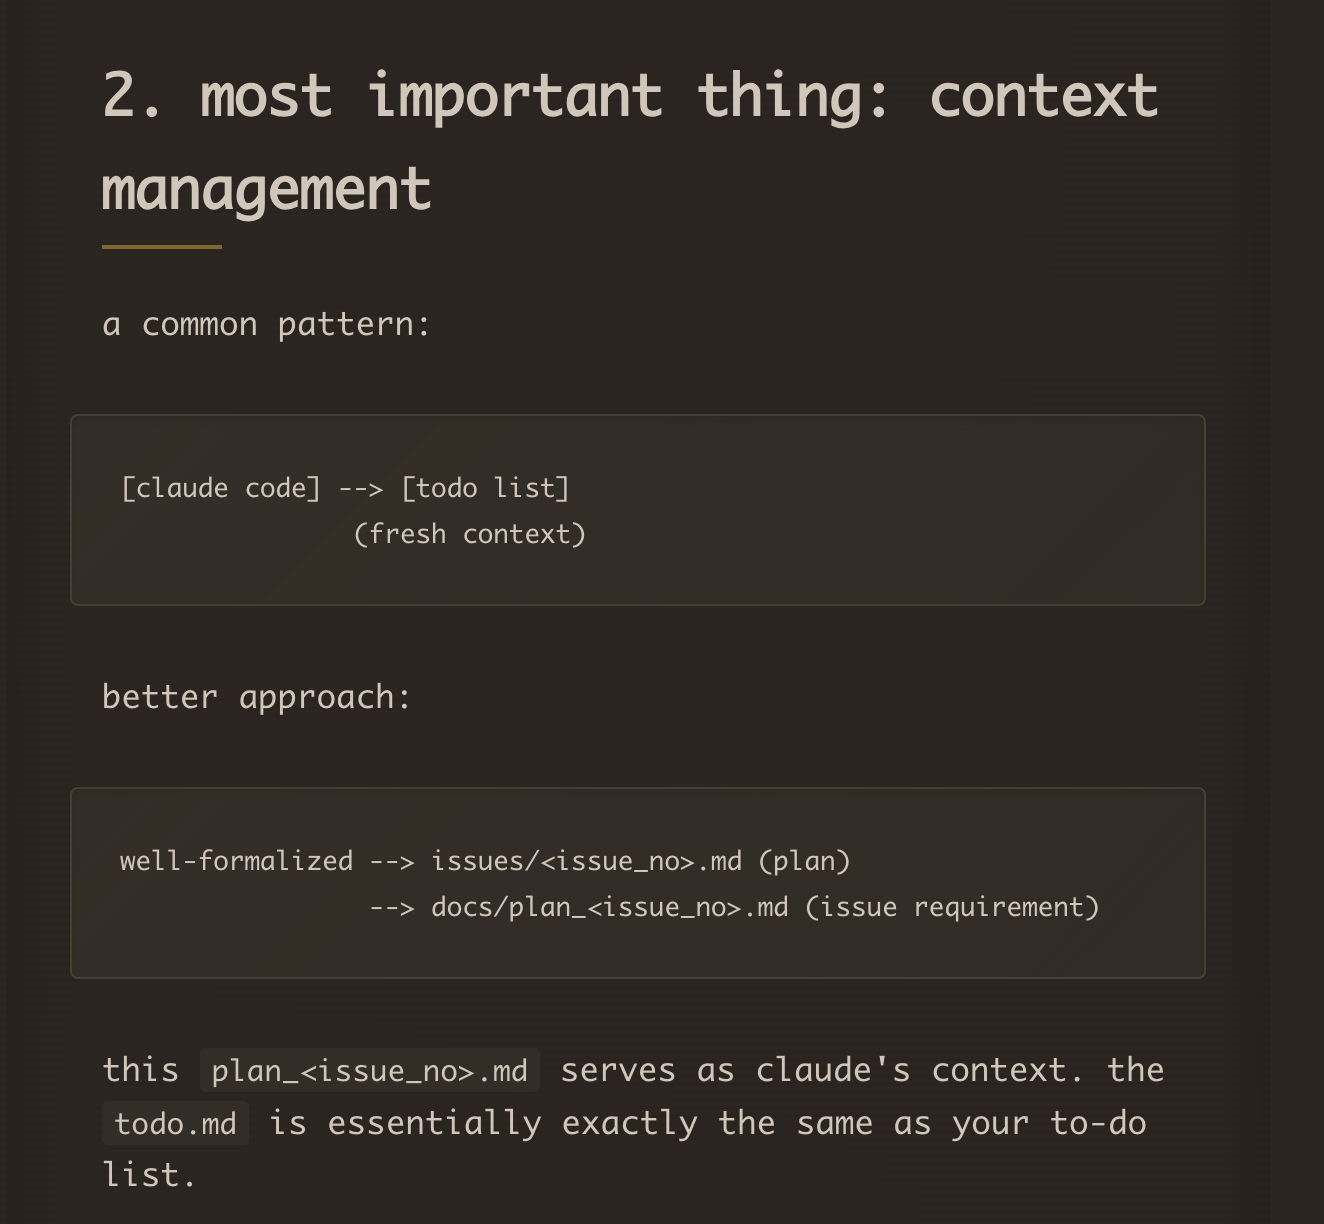 2. most important thing: context
management
a common pattern:
[claude code] --> [todo list]
(fresh context)
better approach:
well-formalized --> issues/<issue_no>.md (plan)
--> docs/plan_<issue_no>.md (issue requirement)
this plan_<issue_no>.md serves as claude's context. the
todo.md is essentially exactly the same as your to-do
list.